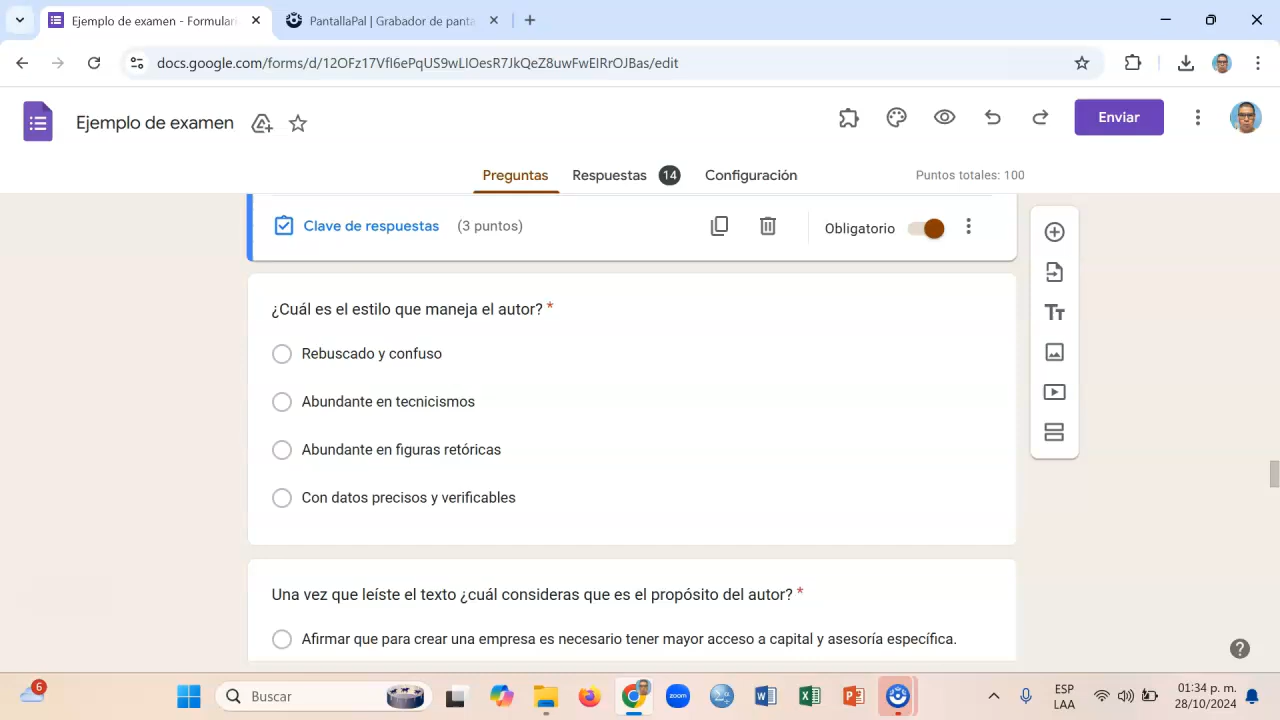 Ejemplo de examen - Formular
PantallaPal | Grabador de panta
docs.google.com/forms/d/12OFz17Vfl6ePqUS9wLlOesR7JkQeZ8uwFwElRrOJBas/edit
Ejemplo de examen
Enviar
Preguntas
Respuestas 14
Configuración
Puntos totales: 100
Clave de respuestas (3 puntos)
Obligatorio
¿Cuál es el estilo que maneja el autor? *
Rebuscado y confuso
Abundante en tecnicismos
Abundante en figuras retóricas
Con datos precisos y verificables
Una vez que leíste el texto ¿cuál consideras que es el propósito del autor? *
Afirmar que para crear una empresa es necesario tener mayor acceso a capital y asesoría específica.
6
Buscar
zoom
ESP
LAA
01:34 p. m.
28/10/2024